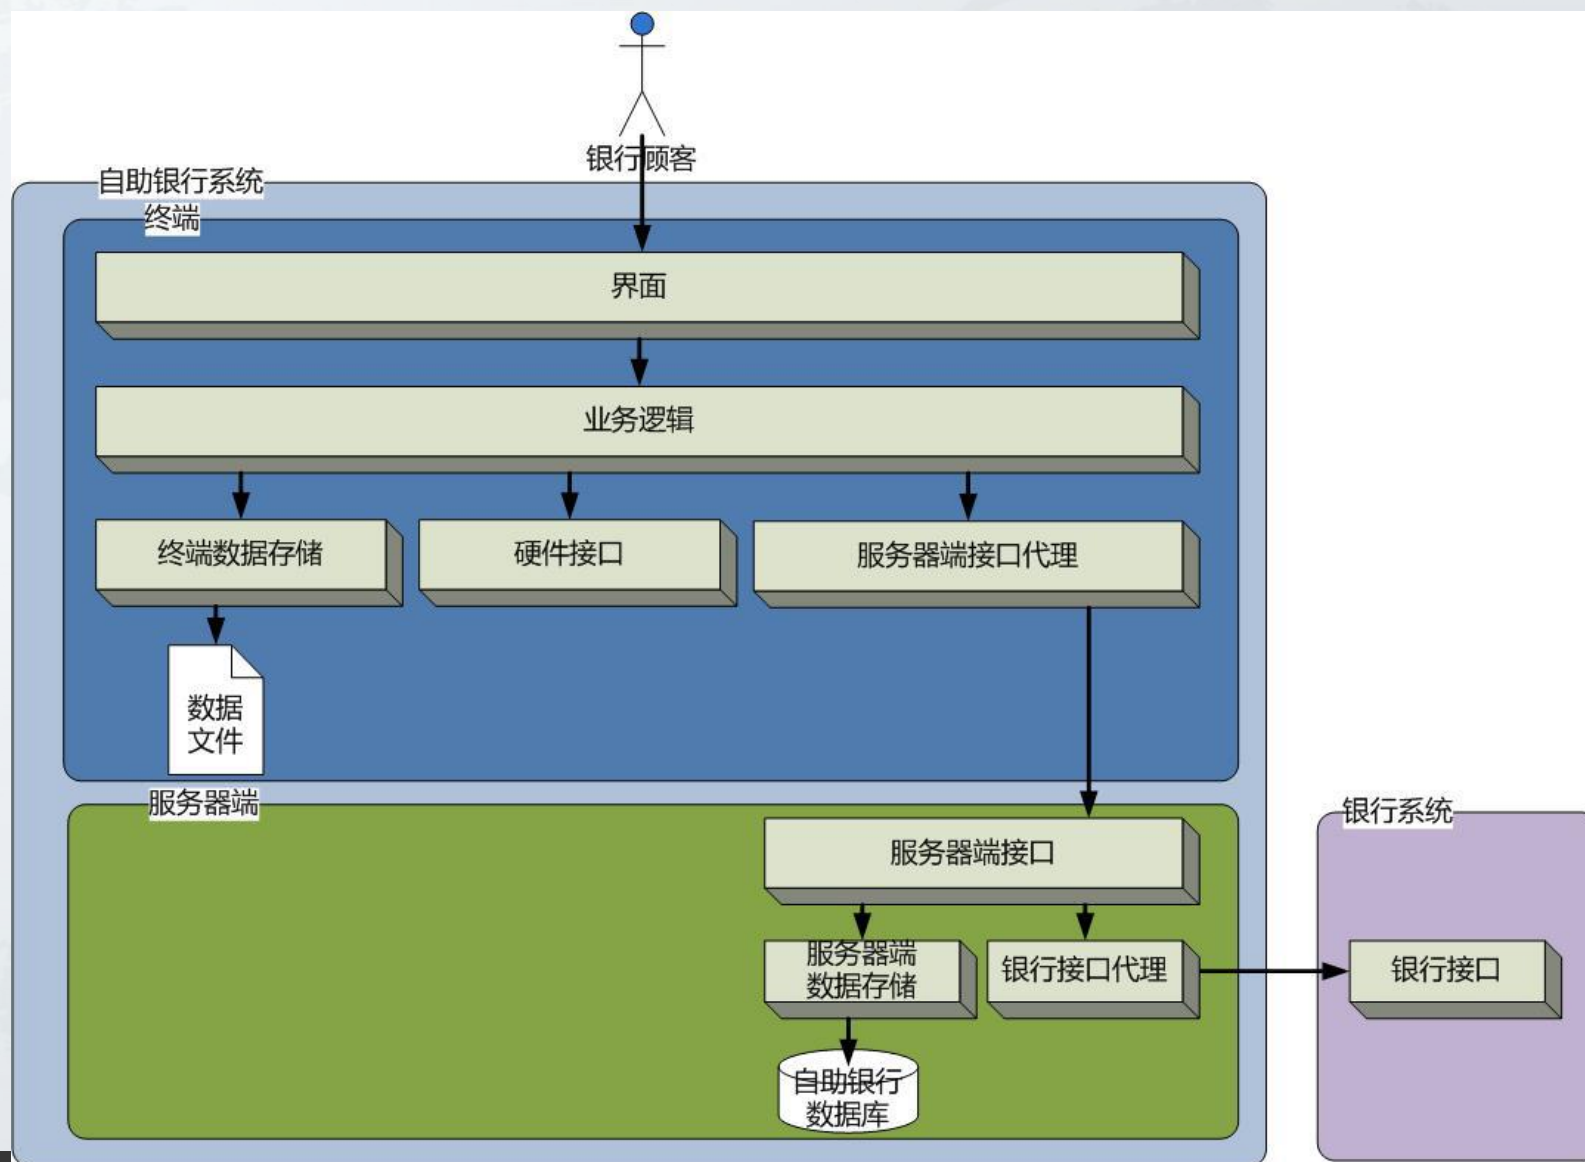 银行顾客
自助银行系统
终端
界面
业务逻辑
终端数据存储
硬件接口
服务器端接口代理
数据
文件
服务器端
服务器端接口
服务器端
数据存储
银行接口代理
自助银行
数据库
银行系统
银行接口